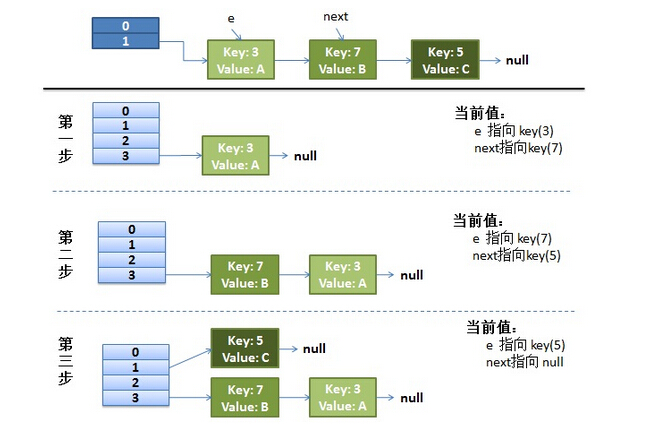 e
next
0
1
Key: 3
Value: A
Key: 7
Value: B
Key: 5
Value: C
null
第一步
0
1
2
3
Key: 3
Value: A
null
当前值：
e 指向 key(3)
next指向key(7)
第二步
0
1
2
3
Key: 7
Value: B
Key: 3
Value: A
null
当前值：
e 指向 key(7)
next指向key(5)
第三步
0
1
2
3
Key: 5
Value: C
null
Key: 7
Value: B
Key: 3
Value: A
null
当前值：
e 指向 key(5)
next指向 null